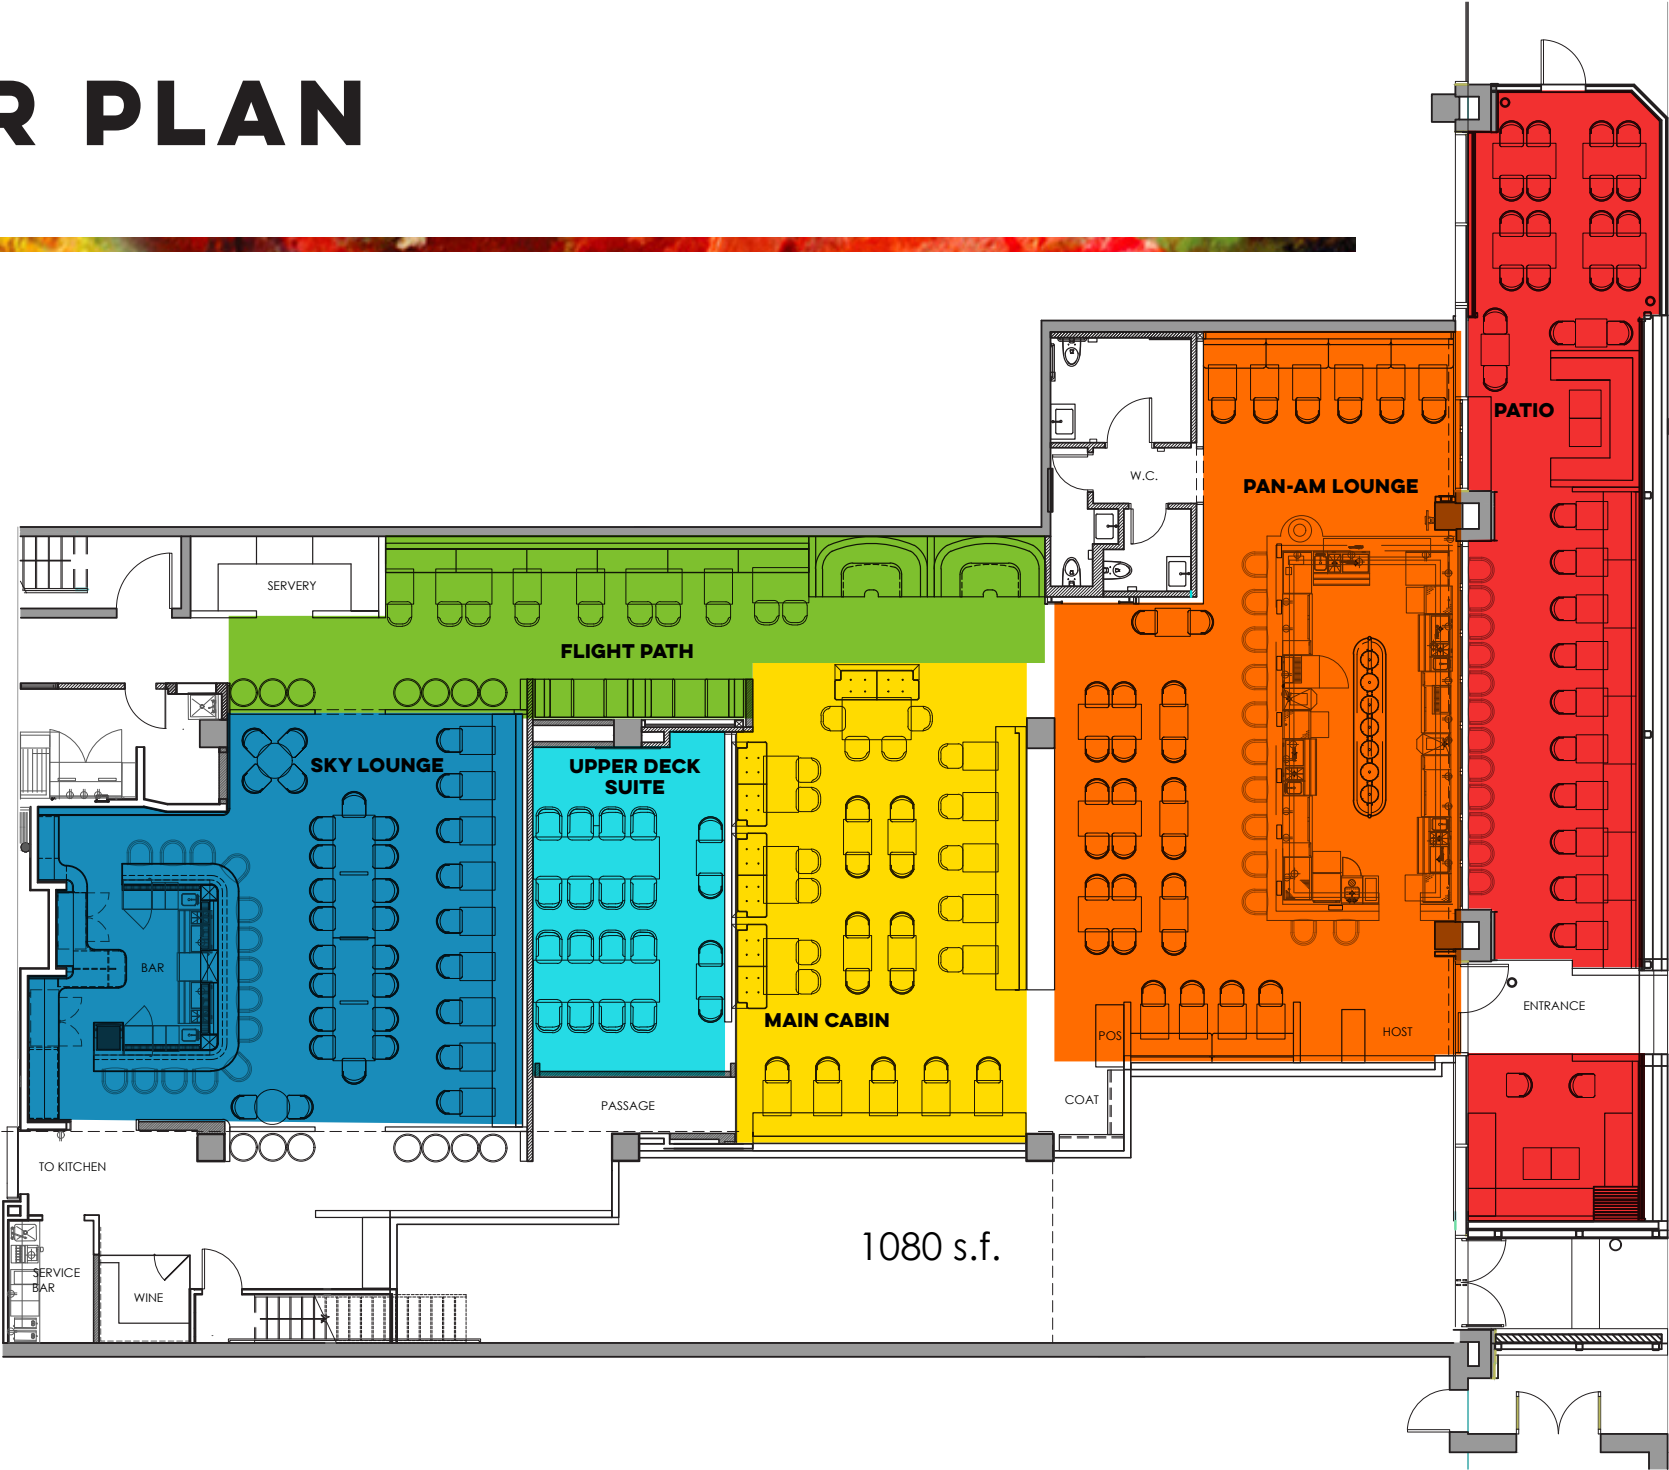 R PLAN
PATIO
W.C.
PAN-AM LOUNGE
SERVERY
FLIGHT PATH
SKY LOUNGE
UPPER DECK
SUITE
BAR
MAIN CABIN
ENTRANCE
POS
HOST
COAT
PASSAGE
TO KITCHEN
1080 s.f.
SERVICE
BAR
WINE